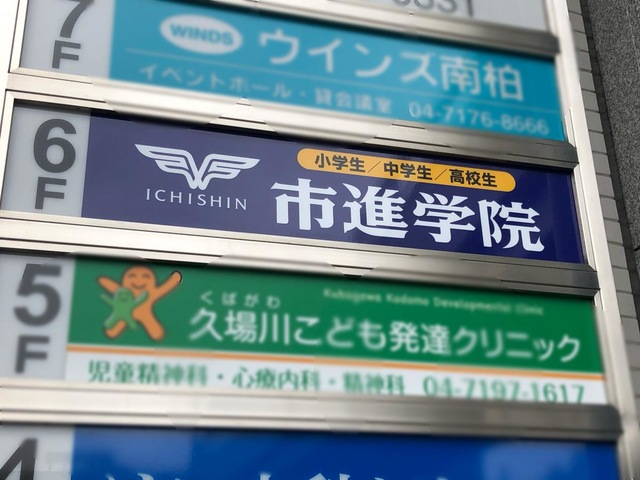 7F
WINDS
ウインズ南柏
イベントホール・貸会議室 04-7176-8666
6F
ICHISHIN
小学生/中学生/高校生
市進学院
5F
くばがわ
久場川こども発達クリニック
児童精神科・心療内科・精神科 04-7197-1617
4